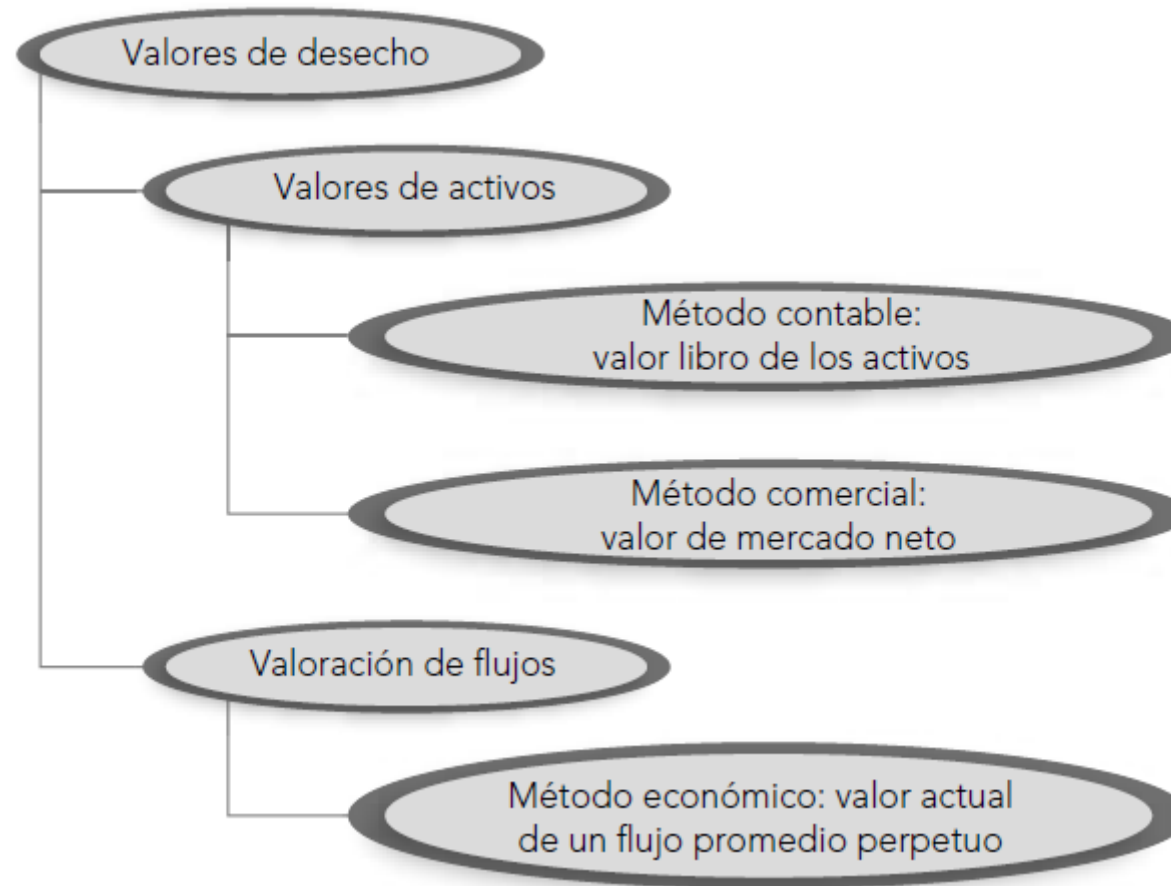 Valores de desecho
Valores de activos
Método contable:
valor libro de los activos
Método comercial:
valor de mercado neto
Valoración de flujos
Método económico: valor actual
de un flujo promedio perpetuo